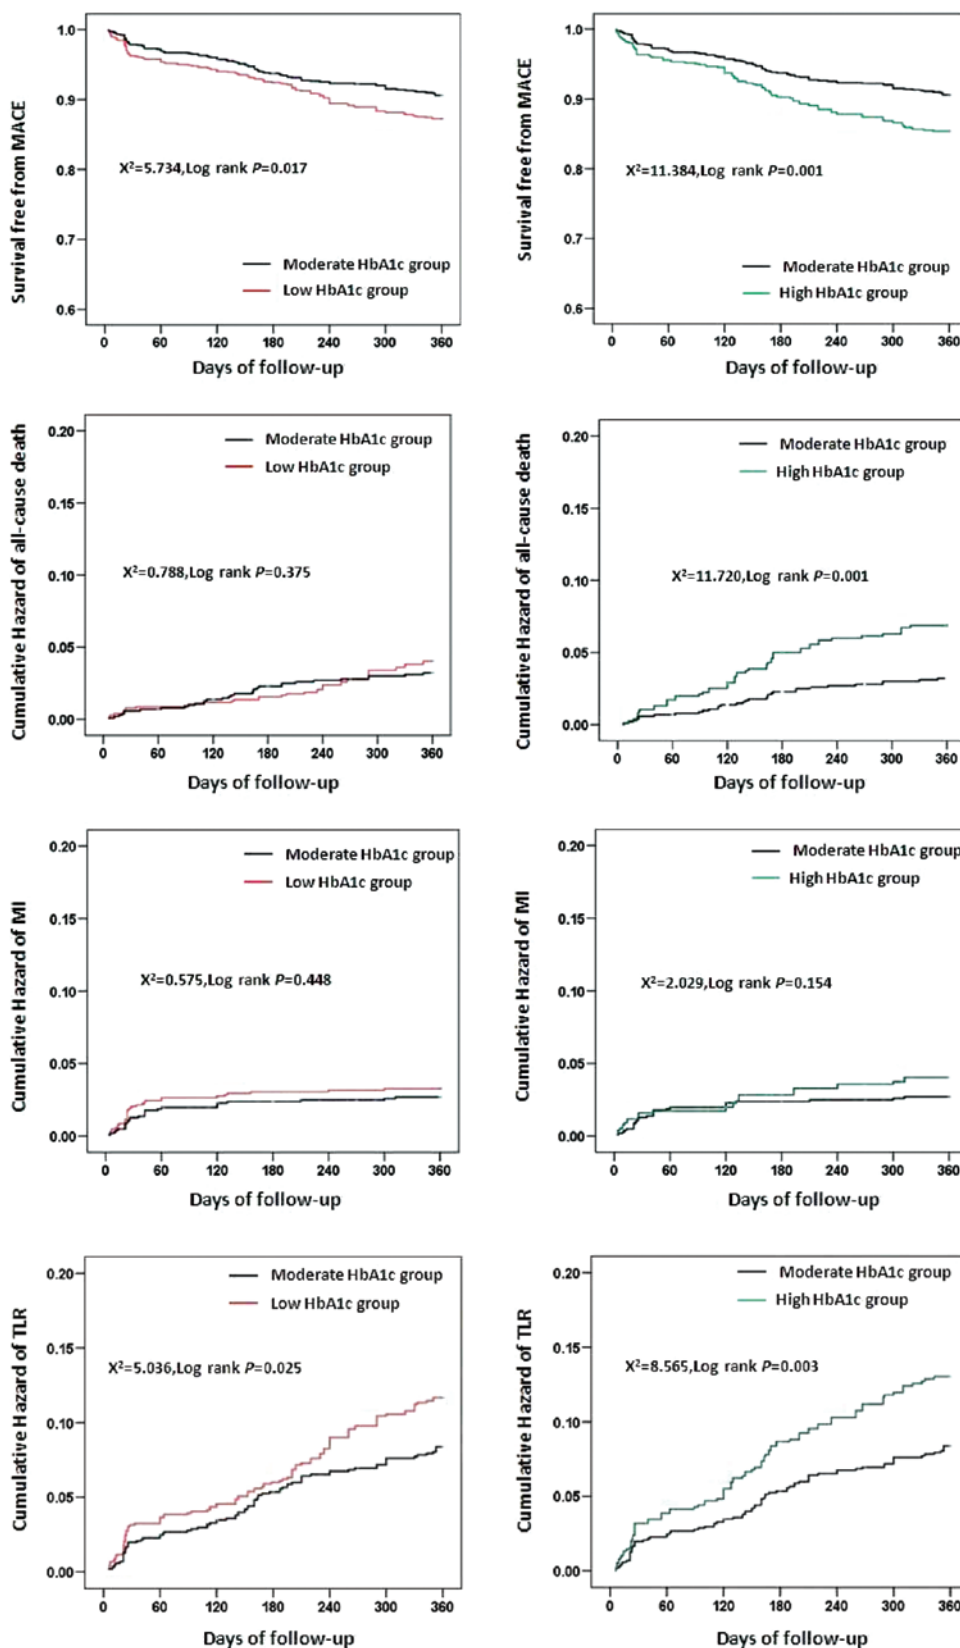 Survival free from MACE
1.0
0.9
0.8
0.7
0.6
X²=5.734,Log rank P=0.017
Moderate HbA1c group
Low HbA1c group
0 60 120 180 240 300 360
Days of follow-up
Survival free from MACE
1.0
0.9
0.8
0.7
0.6
X²=11.384,Log rank P=0.001
Moderate HbA1c group
High HbA1c group
0 60 120 180 240 300 360
Days of follow-up
Cumulative Hazard of all-cause death
0.20
0.15
0.10
0.05
0.00
Moderate HbA1c group
Low HbA1c group
X²=0.788,Log rank P=0.375
0 60 120 180 240 300 360
Days of follow-up
Cumulative Hazard of all-cause death
0.20
0.15
0.10
0.05
0.00
Moderate HbA1c group
High HbA1c group
X²=11.720,Log rank P=0.001
0 60 120 180 240 300 360
Days of follow-up
Cumulative Hazard of MI
0.20
0.15
0.10
0.05
0.00
Moderate HbA1c group
Low HbA1c group
X²=0.575,Log rank P=0.448
0 60 120 180 240 300 360
Days of follow-up
Cumulative Hazard of MI
0.20
0.15
0.10
0.05
0.00
Moderate HbA1c group
High HbA1c group
X²=2.029,Log rank P=0.154
0 60 120 180 240 300 360
Days of follow-up
Cumulative Hazard of TLR
0.20
0.15
0.10
0.05
0.00
Moderate HbA1c group
Low HbA1c group
X²=5.036,Log rank P=0.025
0 60 120 180 240 300 360
Days of follow-up
Cumulative Hazard of TLR
0.20
0.15
0.10
0.05
0.00
Moderate HbA1c group
High HbA1c group
X²=8.565,Log rank P=0.003
0 60 120 180 240 300 360
Days of follow-up